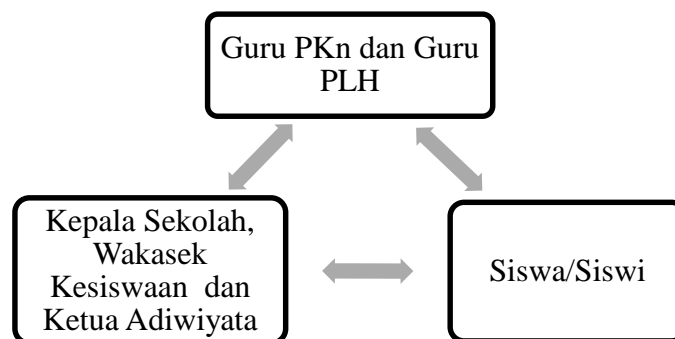 Guru PKn dan Guru
PLH
Kepala Sekolah,
Wakasek
Kesiswaan dan
Ketua Adiwiyata
Siswa/Siswi